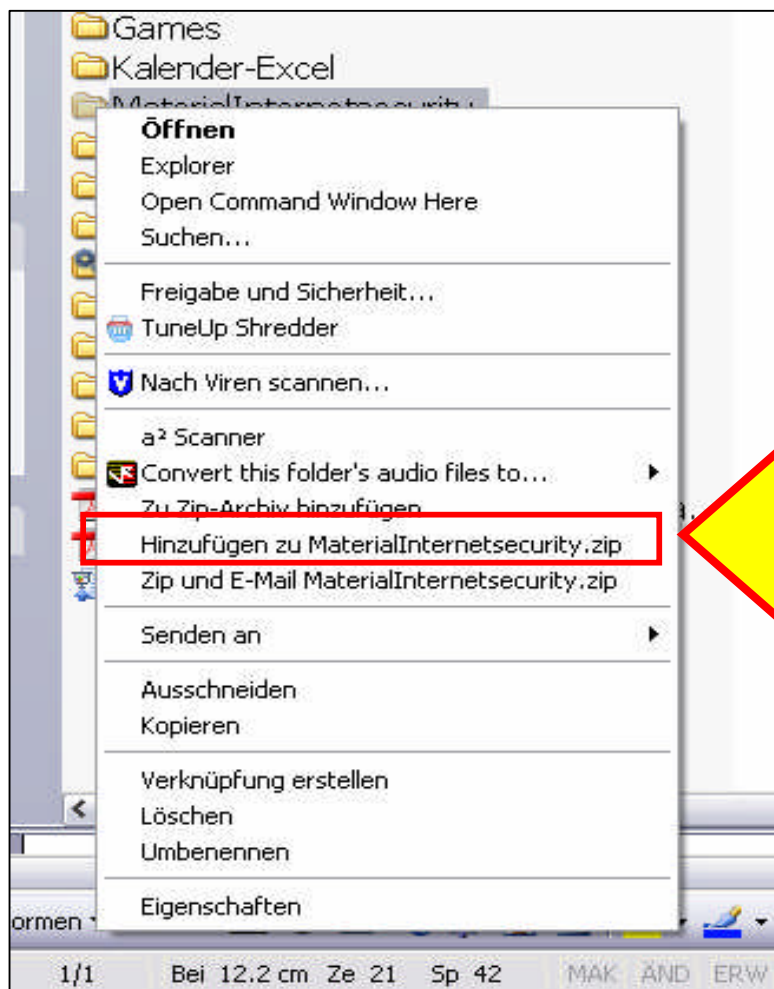 Games
Kalender-Excel
MaterialInternetsecurity
Öffnen
Explorer
Open Command Window Here
Suchen...
Freigabe und Sicherheit...
TuneUp Shredder
Nach Viren scannen...
a² Scanner
Convert this folder's audio files to...
Zu Zip-Archiv hinzufügen
Hinzufügen zu MaterialInternetsecurity.zip
Zip und E-Mail MaterialInternetsecurity.zip
Senden an
Ausschneiden
Kopieren
Verknüpfung erstellen
Löschen
Umbenennen
Eigenschaften
ormen
1/1 Bei 12.2 cm Ze 21 Sp 42 MAK ÄND ERW